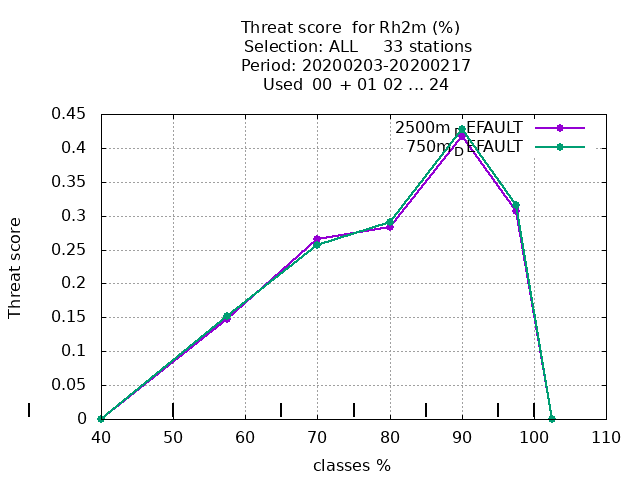 Threat score  for Rh2m (%)
Selection: ALL     33 stations
Period: 20200203-20200217
Used  00 + 01 02 ... 24
2500m_DEFAULT
750m_DEFAULT
0.45
0.4
0.35
0.3
0.25
0.2
0.15
0.1
0.05
0
Threat score
40 50 60 70 80 90 100 110
classes %